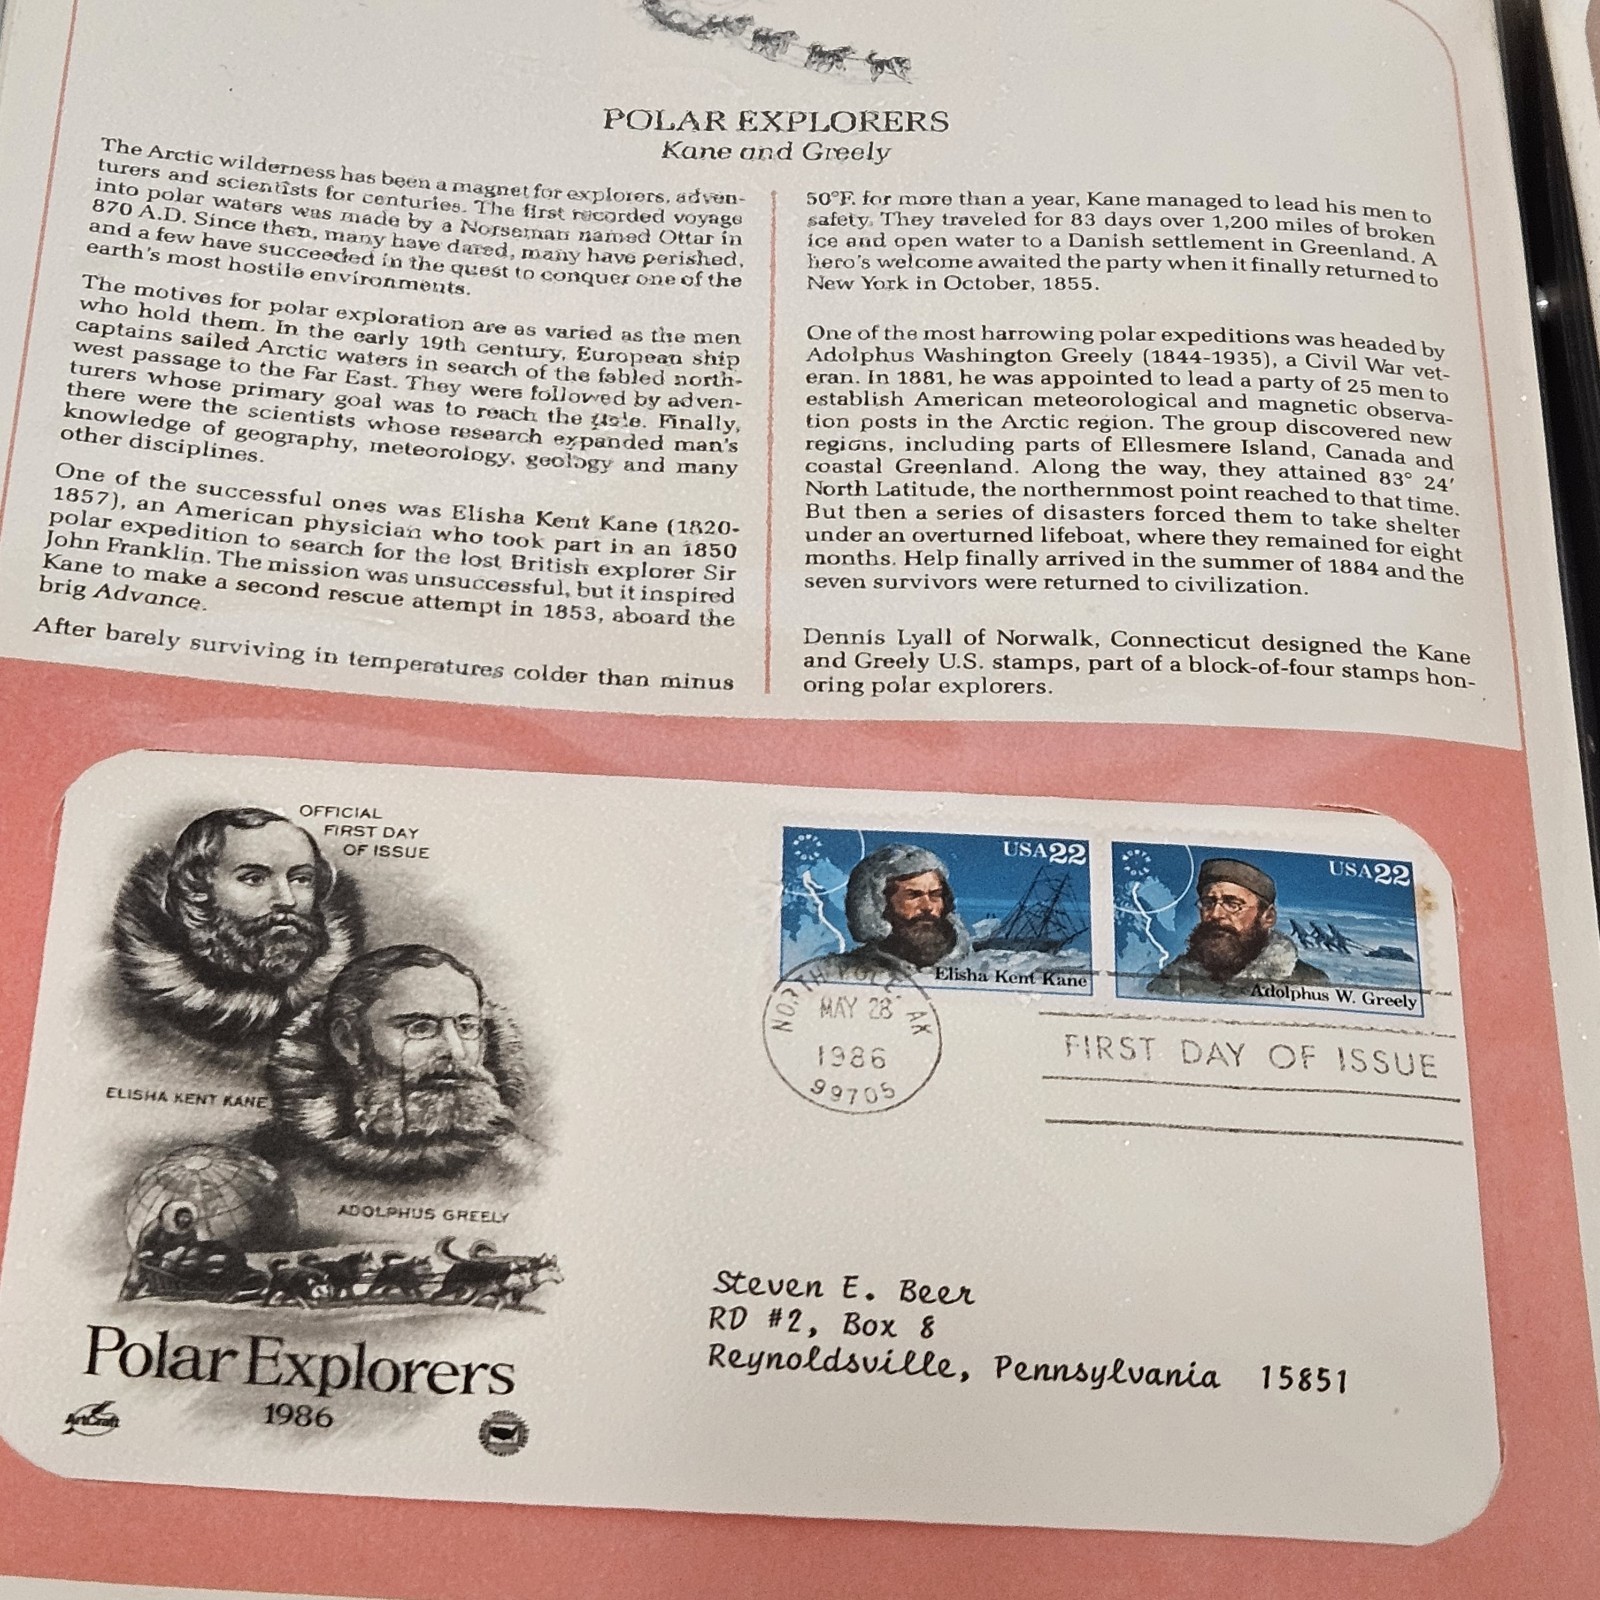 POLAR EXPLORERS
Kane and Greely
The Arctic wilderness has been a magnet for explorers, adven-
turers and scientists for centuries. The first recorded voyage
into polar waters was made by a Norseman named Ottar in
870 A.D. Since then, many have dared, many have perished,
and a few have succeeded in the quest to conquer one of the
earth's most hostile environments.
The motives for polar exploration are as varied as the men
who hold them. In the early 19th century, European ship
captains sailed Arctic waters in search of the fabled north-
west passage to the Far East. They were followed by adven-
turers whose primary goal was to reach the pole. Finally,
there were the scientists whose research expanded man's
knowledge of geography, meteorology, geology and many
other disciplines.
One of the successful ones was Elisha Kent Kane (1820-
1857), an American physician who took part in an 1850
polar expedition to search for the lost British explorer Sir
John Franklin. The mission was unsuccessful, but it inspired
Kane to make a second rescue attempt in 1853, aboard the
brig Advance.
After barely surviving in temperatures colder than minus
50°F. for more than a year, Kane managed to lead his men to
safety. They traveled for 83 days over 1,200 miles of broken
ice and open water to a Danish settlement in Greenland. A
hero's welcome awaited the party when it finally returned to
New York in October, 1855.
One of the most harrowing polar expeditions was headed by
Adolphus Washington Greely (1844-1935), a Civil War vet-
eran. In 1881, he was appointed to lead a party of 25 men to
establish American meteorological and magnetic observa-
tion posts in the Arctic region. The group discovered new
regions, including parts of Ellesmere Island, Canada and
coastal Greenland. Along the way, they attained 83° 24′
North Latitude, the northernmost point reached to that time.
But then a series of disasters forced them to take shelter
under an overturned lifeboat, where they remained for eight
months. Help finally arrived in the summer of 1884 and the
seven survivors were returned to civilization.
Dennis Lyall of Norwalk, Connecticut designed the Kane
and Greely U.S. stamps, part of a block-of-four stamps hon-
oring polar explorers.
OFFICIAL
FIRST DAY
OF ISSUE
ELISHA KENT KANE
ADOLPHUS GREELY
Polar Explorers
1986
ArtCraft
USA22
Elisha Kent Kane
USA22
Adolphus W. Greely
NORTH POLE AK
MAY 28
1986
99705
FIRST DAY OF ISSUE
Steven E. Beer
RD #2, Box 8
Reynoldsville, Pennsylvania 15851